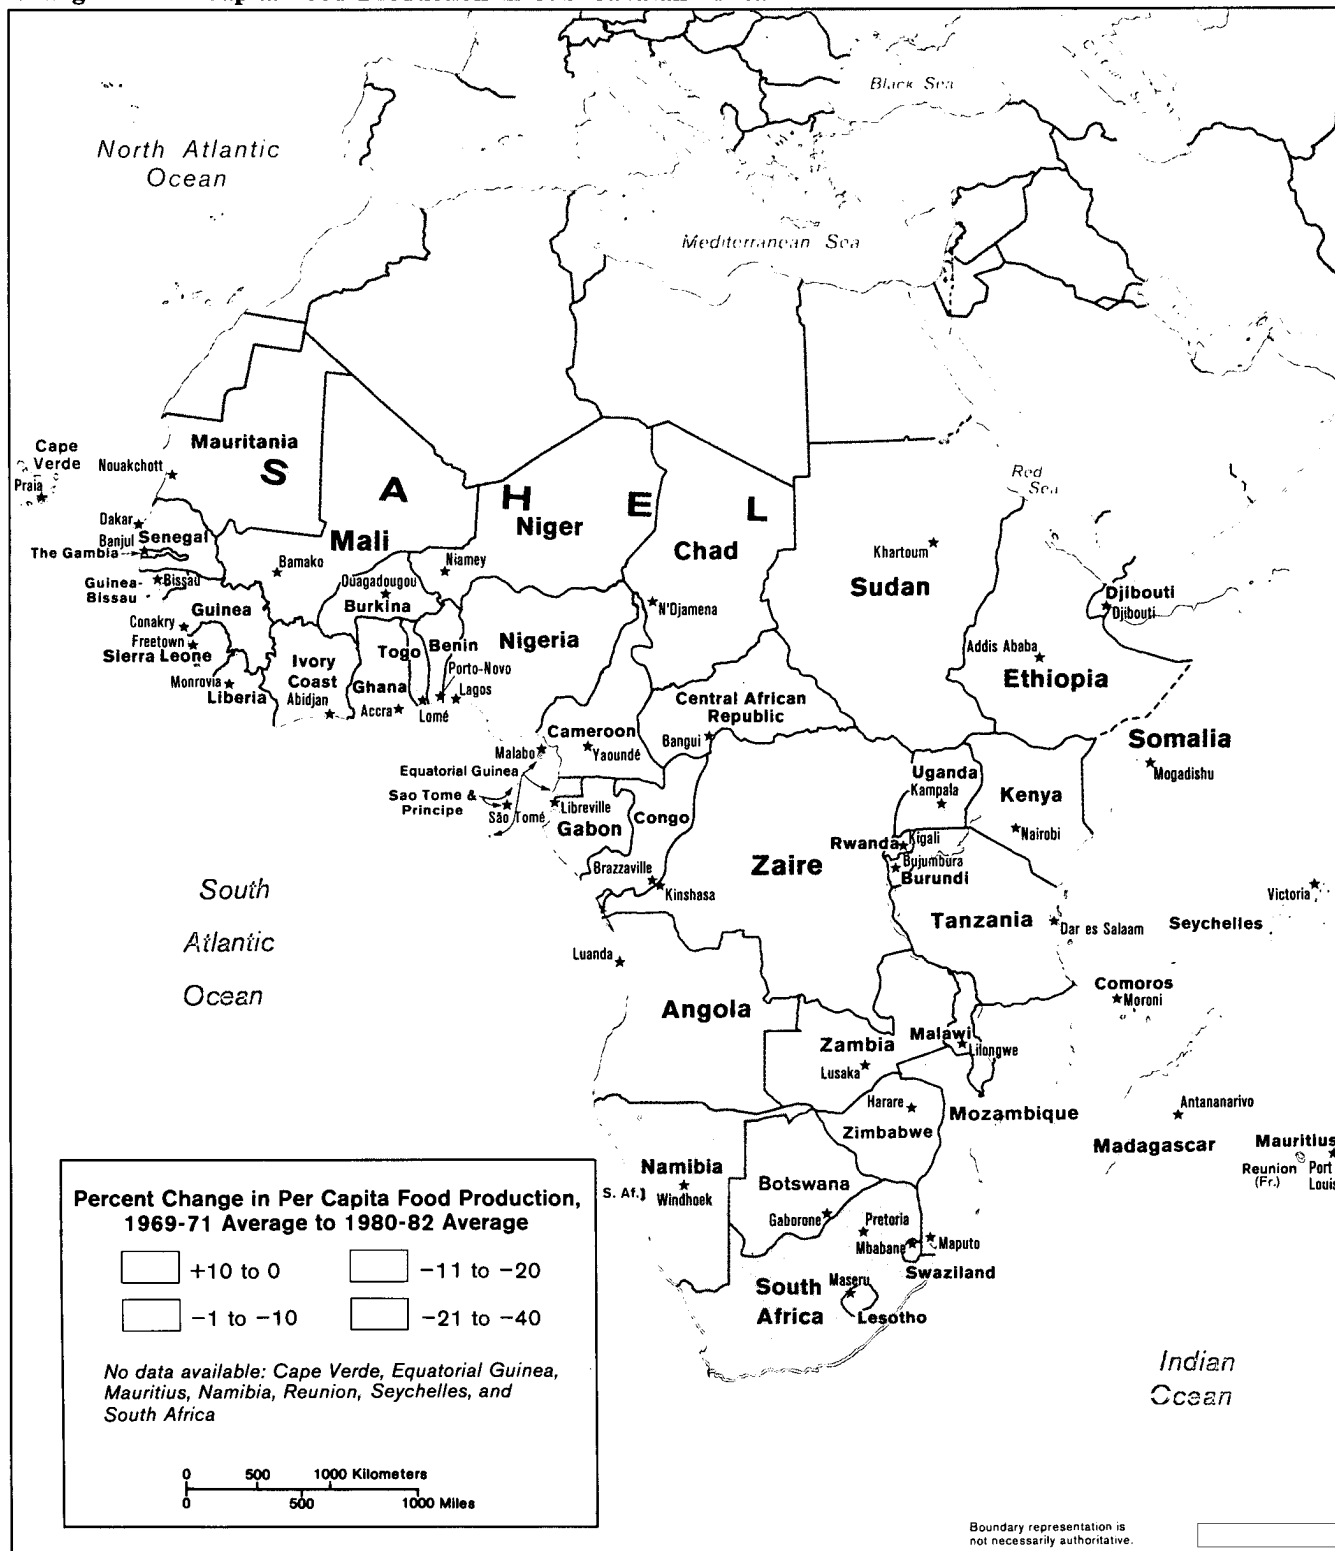 North Atlantic
Ocean
Black Sea
Mediterranean Sea
Cape
Verde
Praia
Mauritania
Nouakchott
S A H E L
Red
Sea
Dakar
Senegal
Banjul
The Gambia
Mali
Bamako
Niger
Niamey
Chad
N'Djamena
Khartoum
Sudan
Djibouti
Djibouti
Guinea-
Bissau
Bissau
Ouagadougou
Burkina
Guinea
Conakry
Freetown
Sierra Leone
Monrovia
Liberia
Ivory
Coast
Abidjan
Ghana
Accra
Togo
Lomé
Benin
Porto-Novo
Nigeria
Lagos
Addis Ababa
Ethiopia
Central African
Republic
Bangui
Cameroon
Yaoundé
Malabo
Equatorial Guinea
Sao Tome &
Principe
São Tomé
Libreville
Gabon
Congo
Brazzaville
Kinshasa
Zaire
Uganda
Kampala
Kenya
Nairobi
Somalia
Mogadishu
Rwanda
Kigali
Bujumbura
Burundi
Tanzania
Dar es Salaam
Victoria
Seychelles
South
Atlantic
Ocean
Luanda
Angola
Comoros
Moroni
Zambia
Lusaka
Malawi
Lilongwe
Harare
Zimbabwe
Mozambique
Antananarivo
Madagascar
Mauritius
Reunion
(Fr.)
Port
Louis
Namibia
S. Af.)
Windhoek
Botswana
Gaborone
Pretoria
Mbabane
Maputo
Swaziland
South
Africa
Maseru
Lesotho
Indian
Ocean
Percent Change in Per Capita Food Production,
1969-71 Average to 1980-82 Average
+10 to 0
−11 to −20
−1 to −10
−21 to −40
No data available: Cape Verde, Equatorial Guinea,
Mauritius, Namibia, Reunion, Seychelles, and
South Africa
0 500 1000 Kilometers
0 500 1000 Miles
Boundary representation is
not necessarily authoritative.